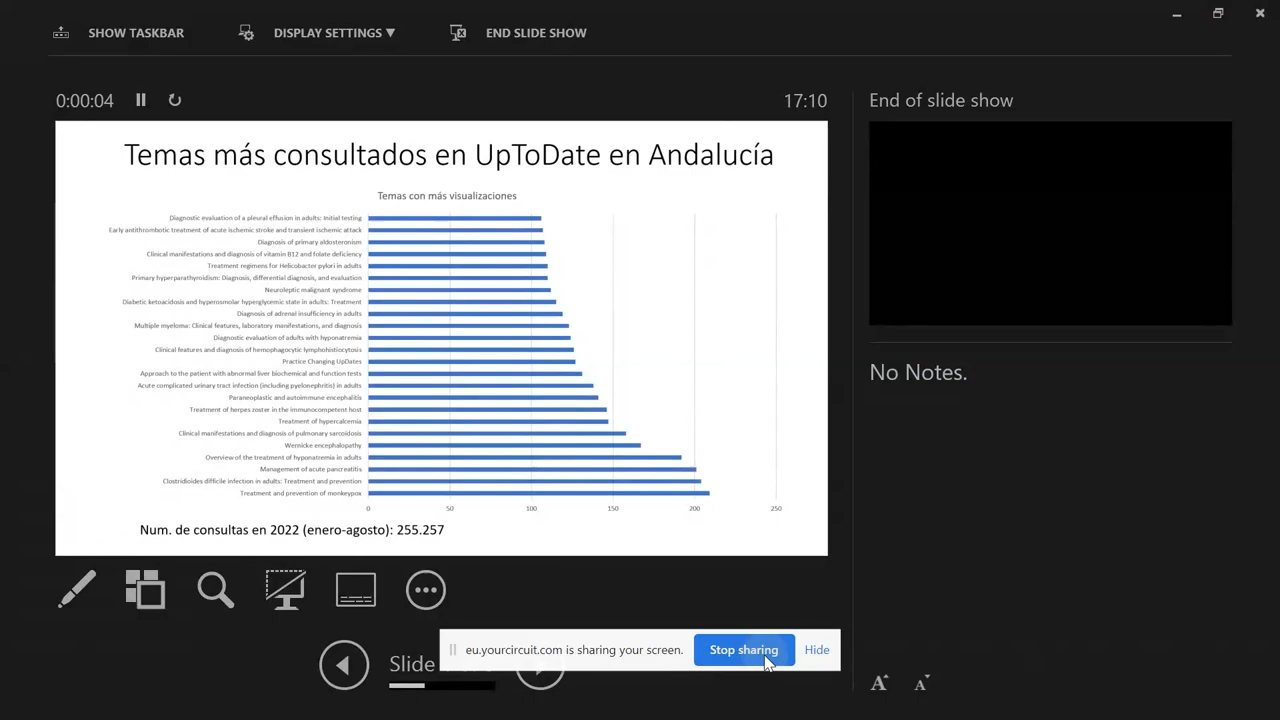 SHOW TASKBAR
DISPLAY SETTINGS ▼
END SLIDE SHOW
0:00:04
17:10
End of slide show
Temas más consultados en UpToDate en Andalucía
Temas con más visualizaciones
Diagnostic evaluation of a pleural effusion in adults: Initial testing
Early antithrombotic treatment of acute ischemic stroke and transient ischemic attack
Diagnosis of primary aldosteronism
Clinical manifestations and diagnosis of vitamin B12 and folate deficiency
Treatment regimens for Helicobacter pylori in adults
Primary hyperparathyroidism: Diagnosis, differential diagnosis, and evaluation
Neuroleptic malignant syndrome
Diabetic ketoacidosis and hyperosmolar hyperglycemic state in adults: Treatment
Diagnosis of adrenal insufficiency in adults
Multiple myeloma: Clinical features, laboratory manifestations, and diagnosis
Diagnostic evaluation of adults with hyponatremia
Clinical features and diagnosis of hemophagocytic lymphohistiocytosis
Practice Changing UpDates
Approach to the patient with abnormal liver biochemical and function tests
Acute complicated urinary tract infection (including pyelonephritis) in adults
Paraneoplastic and autoimmune encephalitis
Treatment of herpes zoster in the immunocompetent host
Treatment of hypercalcemia
Clinical manifestations and diagnosis of pulmonary sarcoidosis
Wernicke encephalopathy
Overview of the treatment of hyponatremia in adults
Management of acute pancreatitis
Clostridioides difficile infection in adults: Treatment and prevention
Treatment and prevention of monkeypox
0 50 100 150 200 250
Num. de consultas en 2022 (enero-agosto): 255.257
No Notes.
eu.yourcircuit.com is sharing your screen.
Stop sharing
Hide
Slide
A A